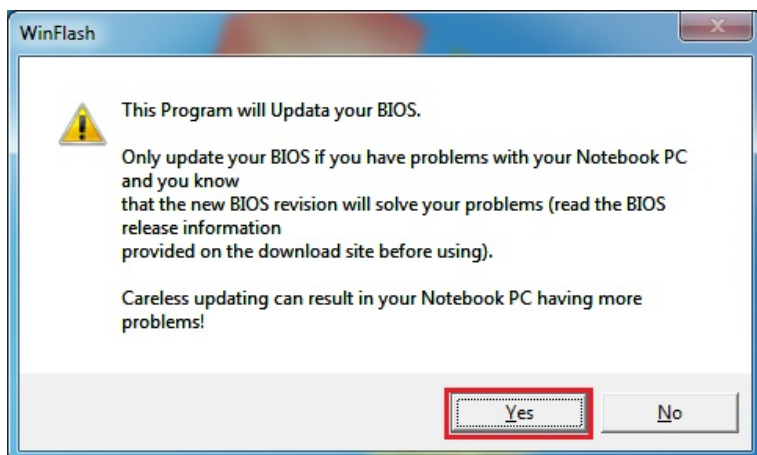 WinFlash
This Program will Updata your BIOS.
Only update your BIOS if you have problems with your Notebook PC
and you know
that the new BIOS revision will solve your problems (read the BIOS
release information
provided on the download site before using).
Careless updating can result in your Notebook PC having more
problems!
Yes
No